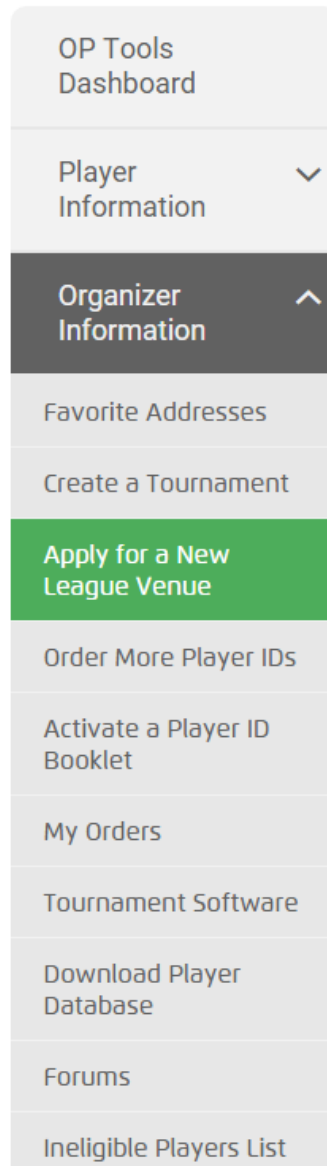 OP Tools
Dashboard
Player
Information
Organizer
Information
Favorite Addresses
Create a Tournament
Apply for a New
League Venue
Order More Player IDs
Activate a Player ID
Booklet
My Orders
Tournament Software
Download Player
Database
Forums
Ineligible Players List